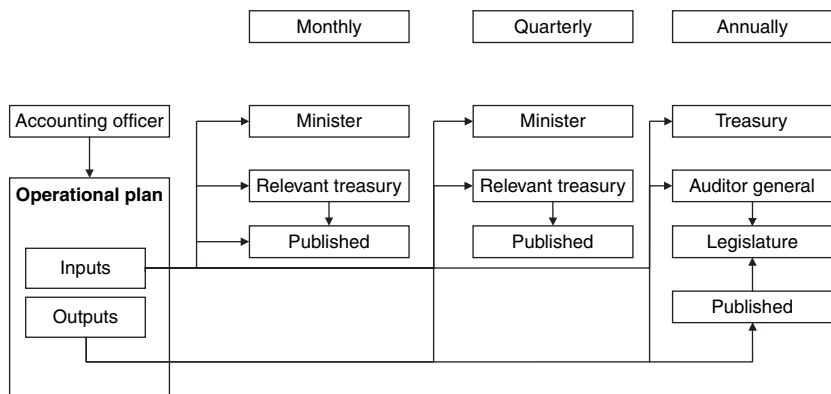 Monthly
Quarterly
Annually
Accounting officer
Minister
Minister
Treasury
Operational plan
Relevant treasury
Relevant treasury
Auditor general
Published
Published
Legislature
Inputs
Outputs
Published